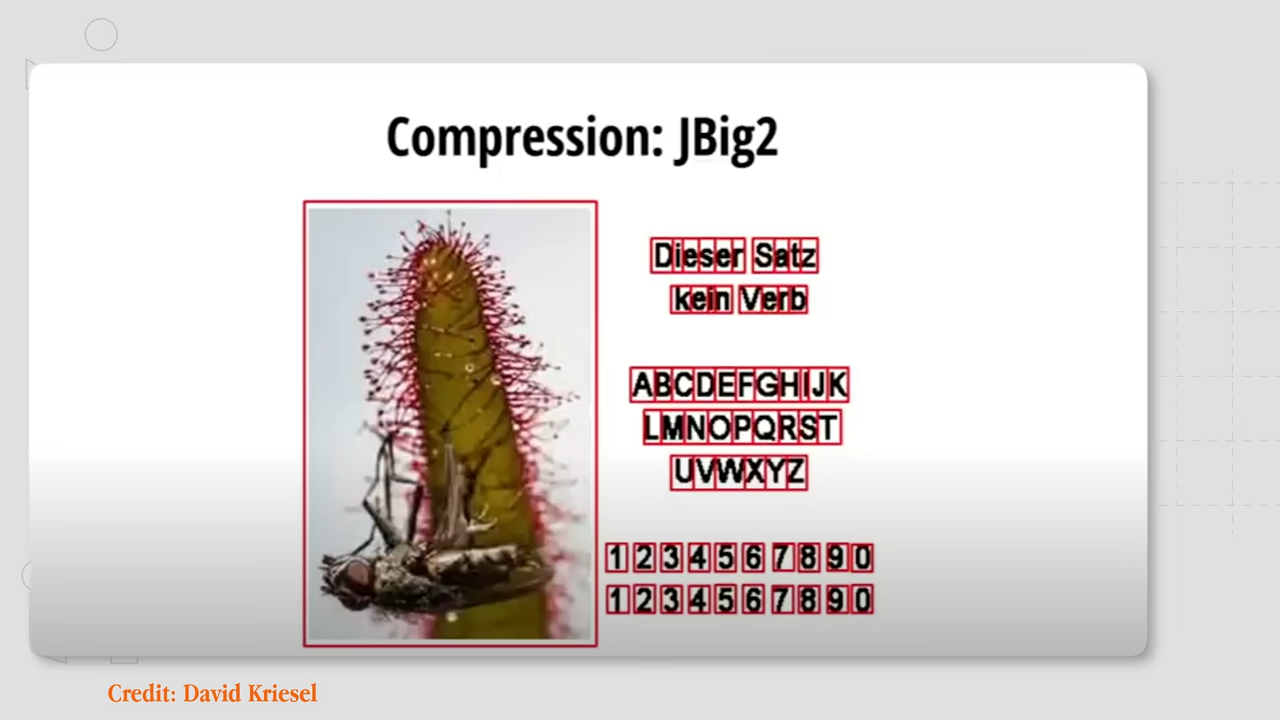 Compression: JBig2
Dieser Satz
kein Verb
ABCDEFGHIJK
LMNOPQRST
UVWXYZ
1234567890
1234567890
Credit: David Kriesel